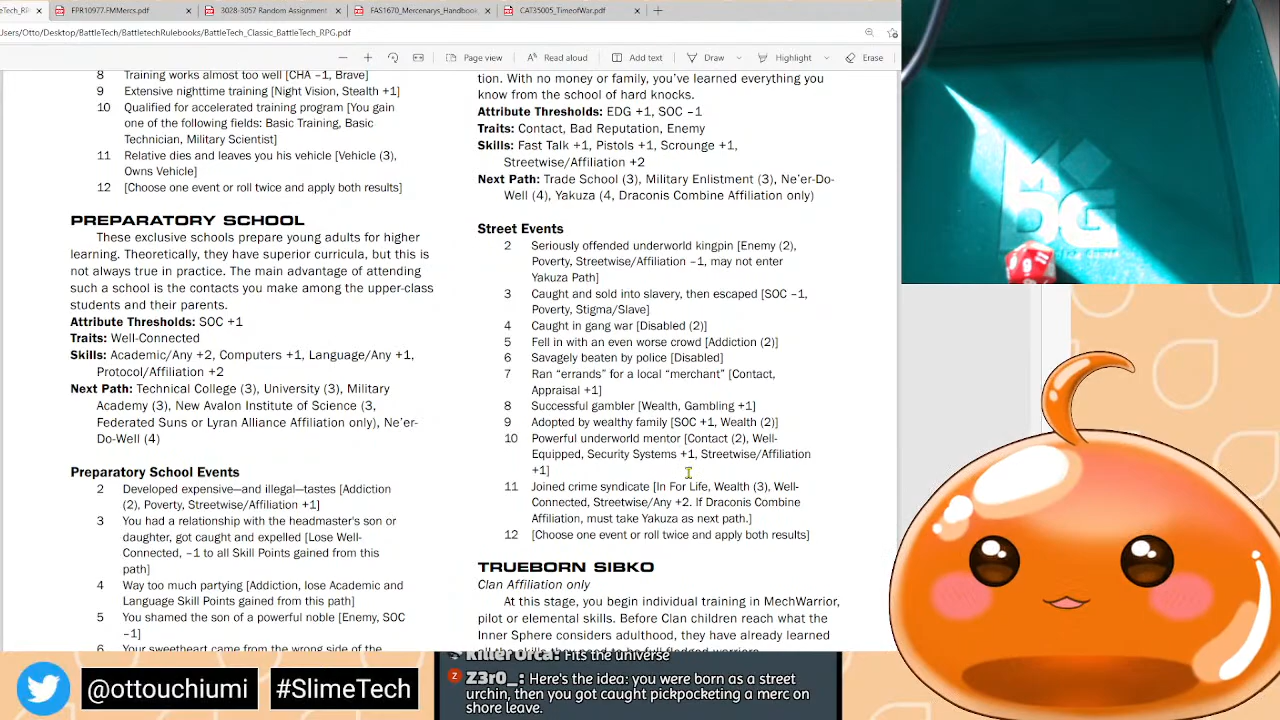 FPR10977.FMMercs.pdf
3028-3057 Random Assignment
FAS1670_Mercenarys_Handbook
CAT35005_TimeofWar.pdf
Users/Otto/Desktop/BattleTech/BattletechRulebooks/BattleTech_Classic_BattleTech_RPG.pdf
Page view
Read aloud
Add text
Draw
Highlight
Erase
8 Training works almost too well [CHA –1, Brave]
9 Extensive nighttime training [Night Vision, Stealth +1]
10 Qualified for accelerated training program [You gain
one of the following fields: Basic Training, Basic
Technician, Military Scientist]
11 Relative dies and leaves you his vehicle [Vehicle (3),
Owns Vehicle]
12 [Choose one event or roll twice and apply both results]
PREPARATORY SCHOOL
These exclusive schools prepare young adults for higher
learning. Theoretically, they have superior curricula, but this is
not always true in practice. The main advantage of attending
such a school is the contacts you make among the upper-class
students and their parents.
Attribute Thresholds: SOC +1
Traits: Well-Connected
Skills: Academic/Any +2, Computers +1, Language/Any +1,
Protocol/Affiliation +2
Next Path: Technical College (3), University (3), Military
Academy (3), New Avalon Institute of Science (3,
Federated Suns or Lyran Alliance Affiliation only), Ne'er-
Do-Well (4)
Preparatory School Events
2 Developed expensive—and illegal—tastes [Addiction
(2), Poverty, Streetwise/Affiliation +1]
3 You had a relationship with the headmaster's son or
daughter, got caught and expelled [Lose Well-
Connected, –1 to all Skill Points gained from this
path]
4 Way too much partying [Addiction, lose Academic and
Language Skill Points gained from this path]
5 You shamed the son of a powerful noble [Enemy, SOC
–1]
6 Your sweetheart came from the wrong side of the
tion. With no money or family, you've learned everything you
know from the school of hard knocks.
Attribute Thresholds: EDG +1, SOC –1
Traits: Contact, Bad Reputation, Enemy
Skills: Fast Talk +1, Pistols +1, Scrounge +1,
Streetwise/Affiliation +2
Next Path: Trade School (3), Military Enlistment (3), Ne'er-Do-
Well (4), Yakuza (4, Draconis Combine Affiliation only)
Street Events
2 Seriously offended underworld kingpin [Enemy (2),
Poverty, Streetwise/Affiliation –1, may not enter
Yakuza Path]
3 Caught and sold into slavery, then escaped [SOC –1,
Poverty, Stigma/Slave]
4 Caught in gang war [Disabled (2)]
5 Fell in with an even worse crowd [Addiction (2)]
6 Savagely beaten by police [Disabled]
7 Ran “errands” for a local “merchant” [Contact,
Appraisal +1]
8 Successful gambler [Wealth, Gambling +1]
9 Adopted by wealthy family [SOC +1, Wealth (2)]
10 Powerful underworld mentor [Contact (2), Well-
Equipped, Security Systems +1, Streetwise/Affiliation
+1]
11 Joined crime syndicate [In For Life, Wealth (3), Well-
Connected, Streetwise/Any +2. If Draconis Combine
Affiliation, must take Yakuza as next path.]
12 [Choose one event or roll twice and apply both results]
TRUEBORN SIBKO
Clan Affiliation only
At this stage, you begin individual training in MechWarrior,
pilot or elemental skills. Before Clan children reach what the
Inner Sphere considers adulthood, they have already learned
9
KillerOrca: Fits the universe
Z Z3r0_: Here's the idea: you were born as a street
urchin, then you got caught pickpocketing a merc on
shore leave.
@ottouchiumi
#SlimeTech